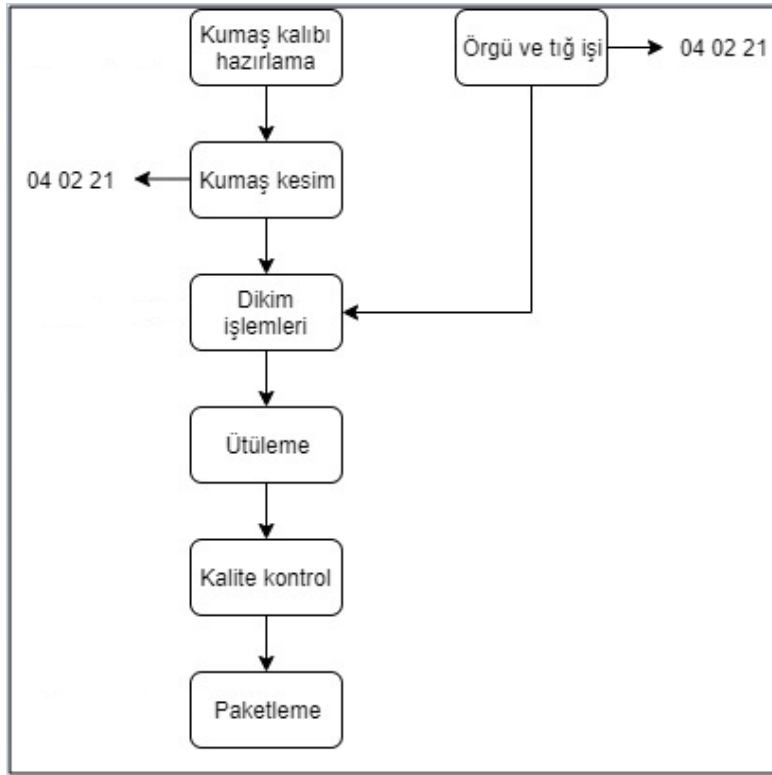 Kumaş kalıbı
hazırlama
Örgü ve tığ işi
04 02 21
04 02 21
Kumaş kesim
Dikim
işlemleri
Ütüleme
Kalite kontrol
Paketleme